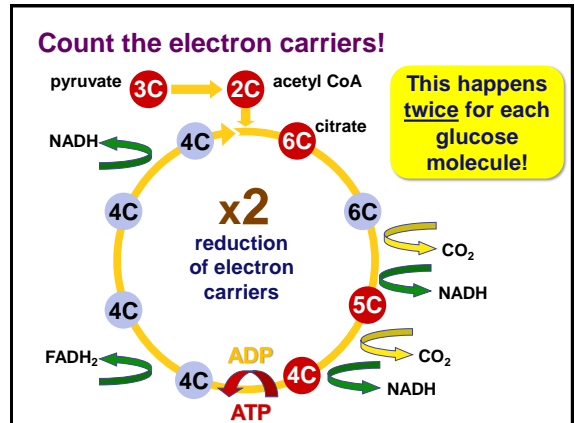 Count the electron carriers!
pyruvate 3C 2C acetyl CoA
This happens
twice for each
glucose
molecule!
NADH 4C 6C citrate
4C 6C
x2
reduction
of electron
carriers
CO₂
NADH
5C
4C
CO₂
FADH₂ 4C ADP 4C NADH
ATP